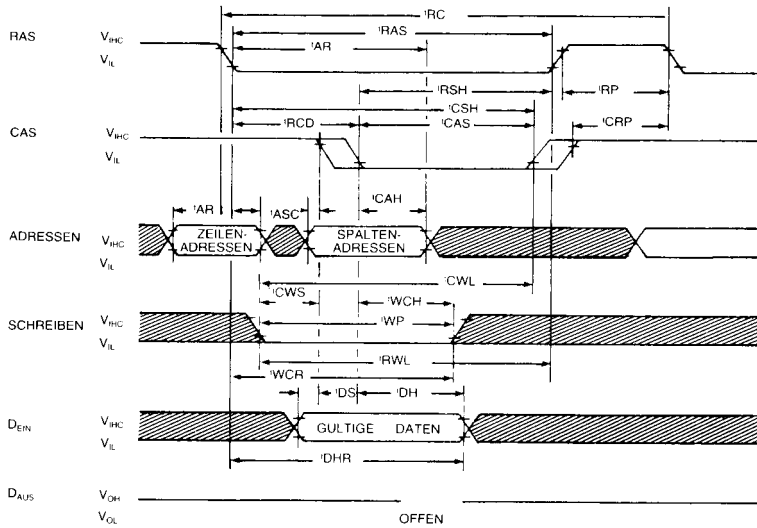 tRC
RAS VIHC VIL tRAS
tAR
tRSH tRP
tCSH
tRCD tCAS tCRP
CAS VIHC VIL
tCAH
tAR tASC
ADRESSEN VIHC VIL ZEILEN- ADRESSEN SPALTEN- ADRESSEN
tCWL
tCWS tWCH
SCHREIBEN VIHC VIL tWP
tRWL
tWCR
tDS tDH
DEIN VIHC VIL GULTIGE DATEN
tDHR
DAUS VOH
VOL OFFEN